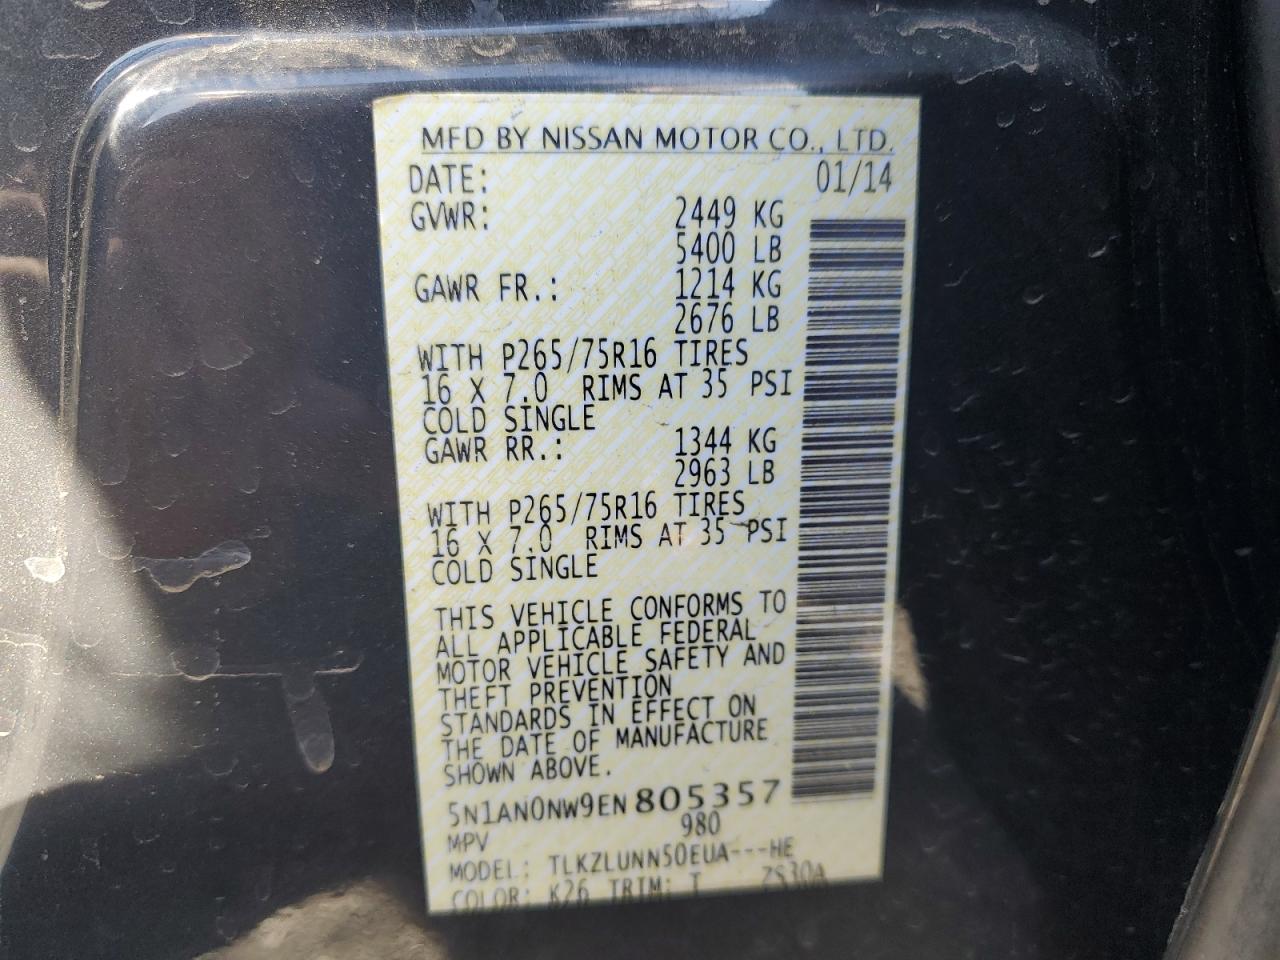 MFD BY NISSAN MOTOR CO., LTD.
DATE: 01/14
GVWR: 2449 KG
5400 LB
GAWR FR.: 1214 KG
2676 LB
WITH P265/75R16 TIRES
16 X 7.0 RIMS AT 35 PSI
COLD SINGLE
GAWR RR.: 1344 KG
2963 LB
WITH P265/75R16 TIRES
16 X 7.0 RIMS AT 35 PSI
COLD SINGLE
THIS VEHICLE CONFORMS TO
ALL APPLICABLE FEDERAL
MOTOR VEHICLE SAFETY AND
THEFT PREVENTION
STANDARDS IN EFFECT ON
THE DATE OF MANUFACTURE
SHOWN ABOVE.
5N1AN0NW9EN805357
MPV 980
MODEL: TLKZLUNN50EUA---HE
COLOR: K26 TRIM: T ZS30A